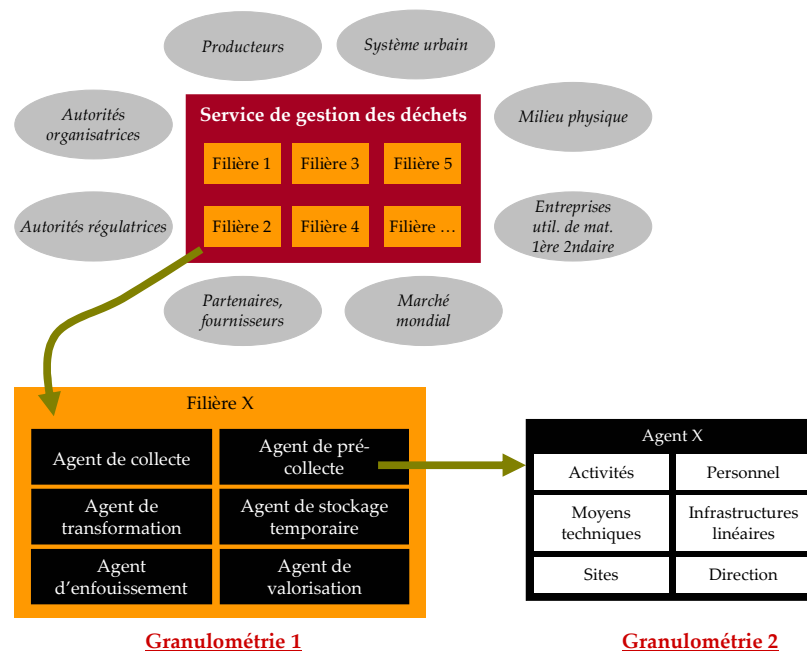 Producteurs
Système urbain
Autorités
organisatrices
Service de gestion des déchets
Milieu physique
Filière 1
Filière 3
Filière 5
Autorités régulatrices
Filière 2
Filière 4
Filière …
Entreprises
util. de mat.
1ère 2ndaire
Partenaires,
fournisseurs
Marché
mondial
Filière X
Agent de collecte
Agent de pré-
collecte
Agent de
transformation
Agent de stockage
temporaire
Agent
d’enfouissement
Agent de
valorisation
Agent X
Activités
Personnel
Moyens
techniques
Infrastructures
linéaires
Sites
Direction
Granulométrie 1
Granulométrie 2